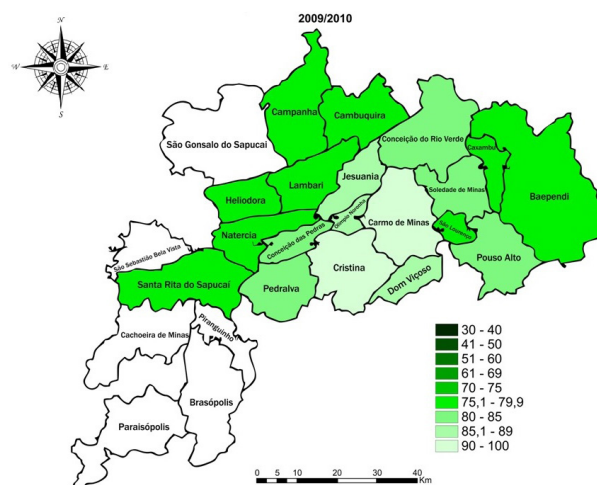 2009/2010
N
W
E
S
Campanha
Cambuquira
São Gonsalo do Sapucai
Conceição do Rio Verde
Caxambu
Jesuania
Lambari
Soledade de Minas
Baependi
Heliodora
Olimpio Noronha
Carmo de Minas
Natercia
São Lourenço
Conceição das Pedras
São Sebastião Bela Vista
Pouso Alto
Cristina
Dom Viçoso
Santa Rita do Sapucaí
Pedralva
Piranguinho
Cachoeira de Minas
Brasópolis
Paraisópolis
30 - 40
41 - 50
51 - 60
61 - 69
70 - 75
75,1 - 79,9
80 - 85
85,1 - 89
90 - 100
0 5 10 20 30 40
Km